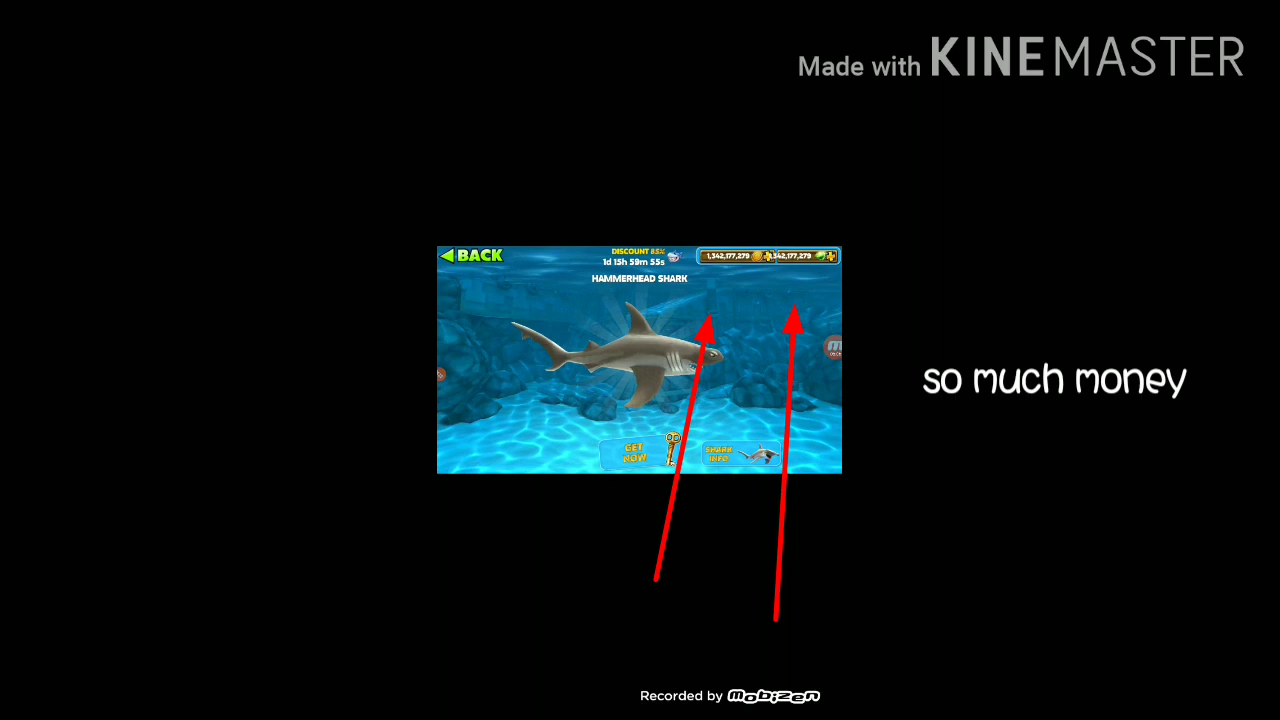 Made with KINEMASTER
BACK
DISCOUNT 85%
1d 15h 59m 55s
1,342,177,279
1,342,177,279
HAMMERHEAD SHARK
so much money
GET
NOW
SHARK
INFO
Recorded by Mobizen